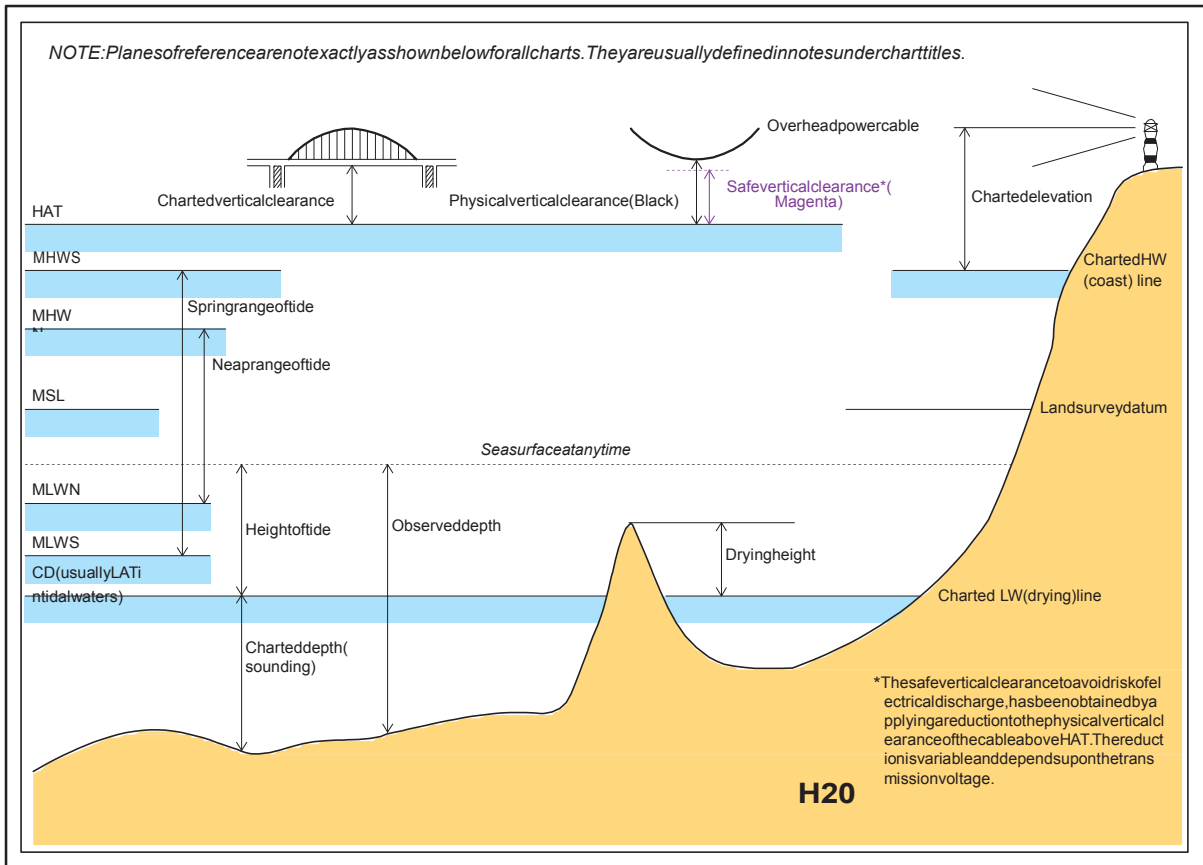 NOTE:Planesofreferencearenotexactlyasshownbelowforallcharts.Theyareusuallydefinedinnotesundercharttitles.
Overheadpowercable
Chartedverticalclearance
Physicalverticalclearance(Black)
Safeverticalclearance*(
Magenta)
Chartedelevation
HAT
MHWS
ChartedHW
(coast) line
Springrangeoftide
MHW
Neaprangeoftide
MSL
Landsurveydatum
Seasurfaceatanytime
MLWN
Heightoftide
Observeddepth
MLWS
Dryingheight
CD(usuallyLATi
ntidalwaters)
Charted LW(drying)line
Charteddepth(
sounding)
*Thesafeverticalclearancetoavoidriskofel
ectricaldischarge,hasbeenobtainedbya
pplyingareductiontothephysicalverticalcl
earanceofthecableaboveHAT.Thereduct
ionisvariableanddependsuponthetrans
missionvoltage.
H20